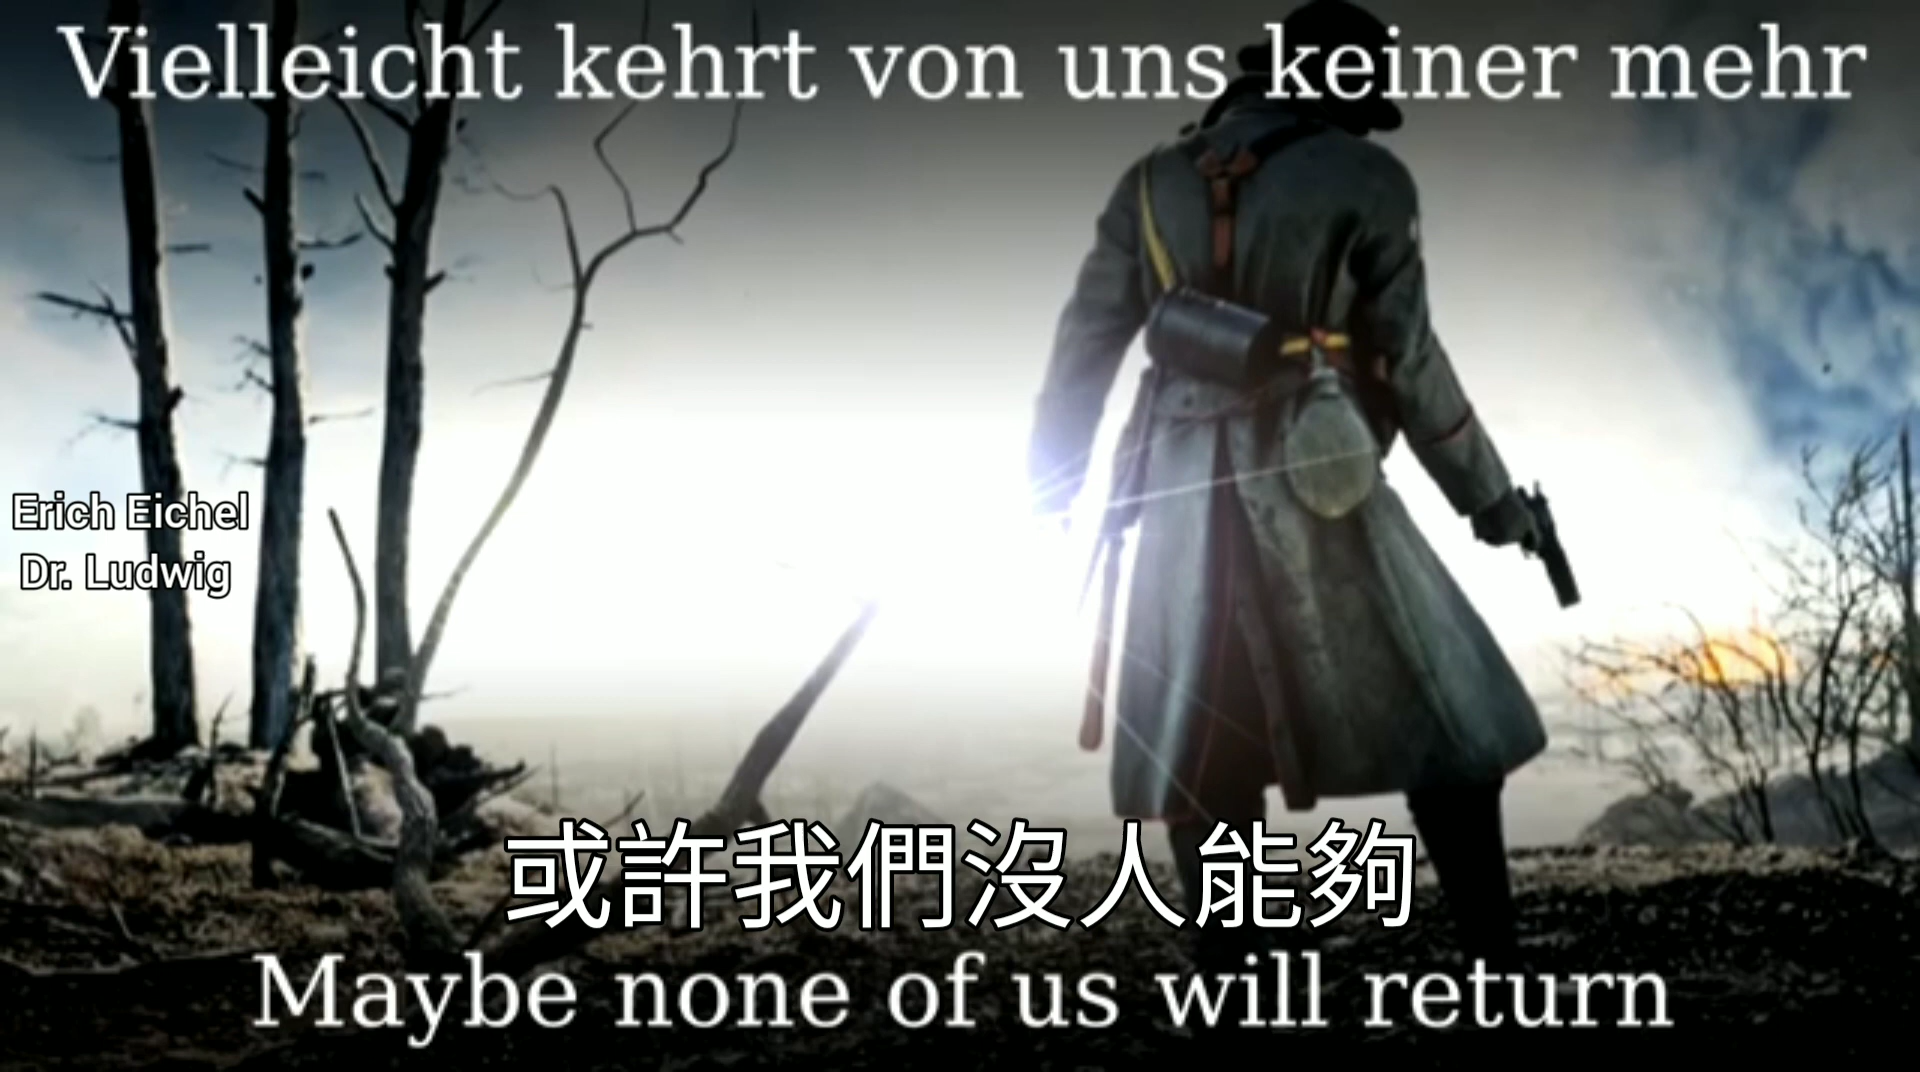 Vielleicht kehrt von uns keiner mehr
Erich Eichel
Dr. Ludwig
或許我們沒人能夠
Maybe none of us will return